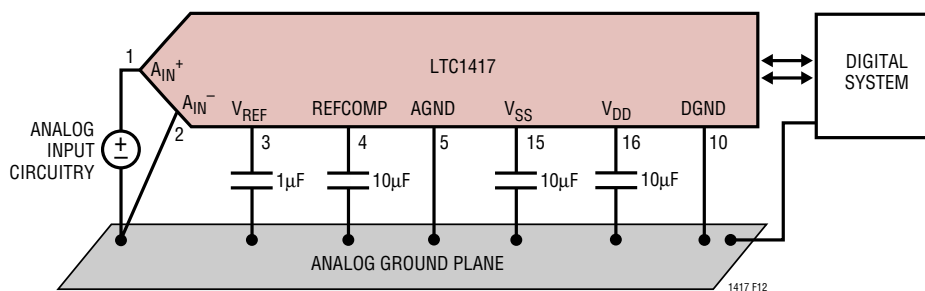 1
A_IN^+
A_IN^−
2
LTC1417
V_REF
REFCOMP
AGND
V_SS
V_DD
DGND
3
4
5
15
16
10
DIGITAL
SYSTEM
ANALOG
INPUT
CIRCUITRY
+
−
1µF
10µF
10µF
10µF
ANALOG GROUND PLANE
1417 F12